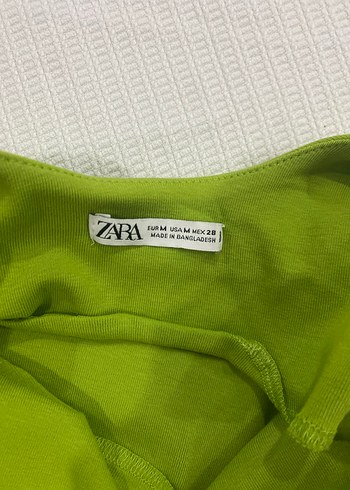 ZARA
EUR M USA M MEX 28
MADE IN BANGLADESH